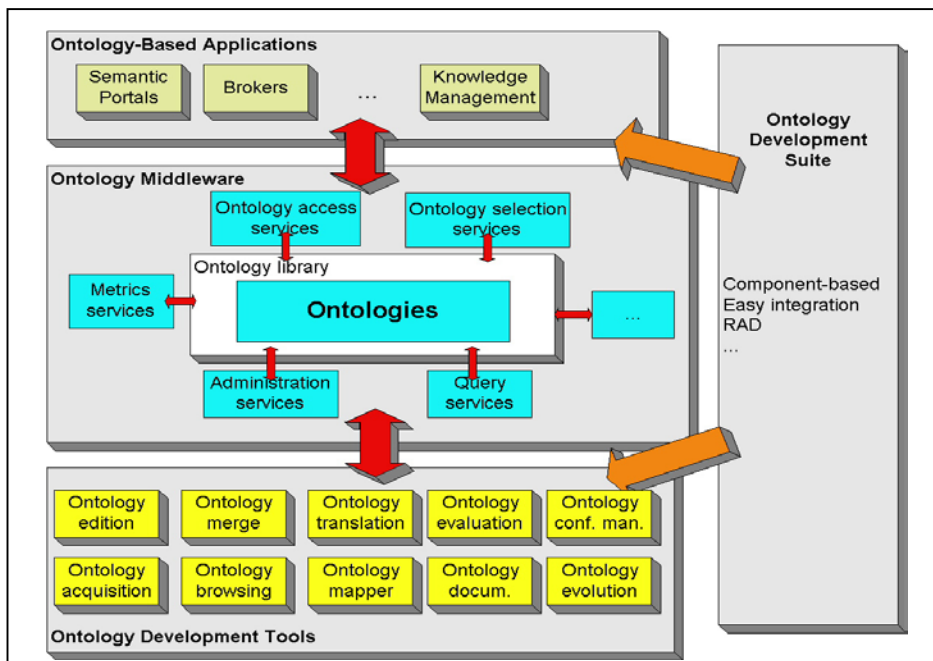 Ontology-Based Applications
Semantic
Portals
Brokers
...
Knowledge
Management
Ontology
Development
Suite
Component-based
Easy integration
RAD
...
Ontology Middleware
Ontology access
services
Ontology selection
services
Ontology library
Metrics
services
Ontologies
...
Administration
services
Query
services
Ontology
edition
Ontology
merge
Ontology
translation
Ontology
evaluation
Ontology
conf. man.
Ontology
acquisition
Ontology
browsing
Ontology
mapper
Ontology
docum.
Ontology
evolution
Ontology Development Tools